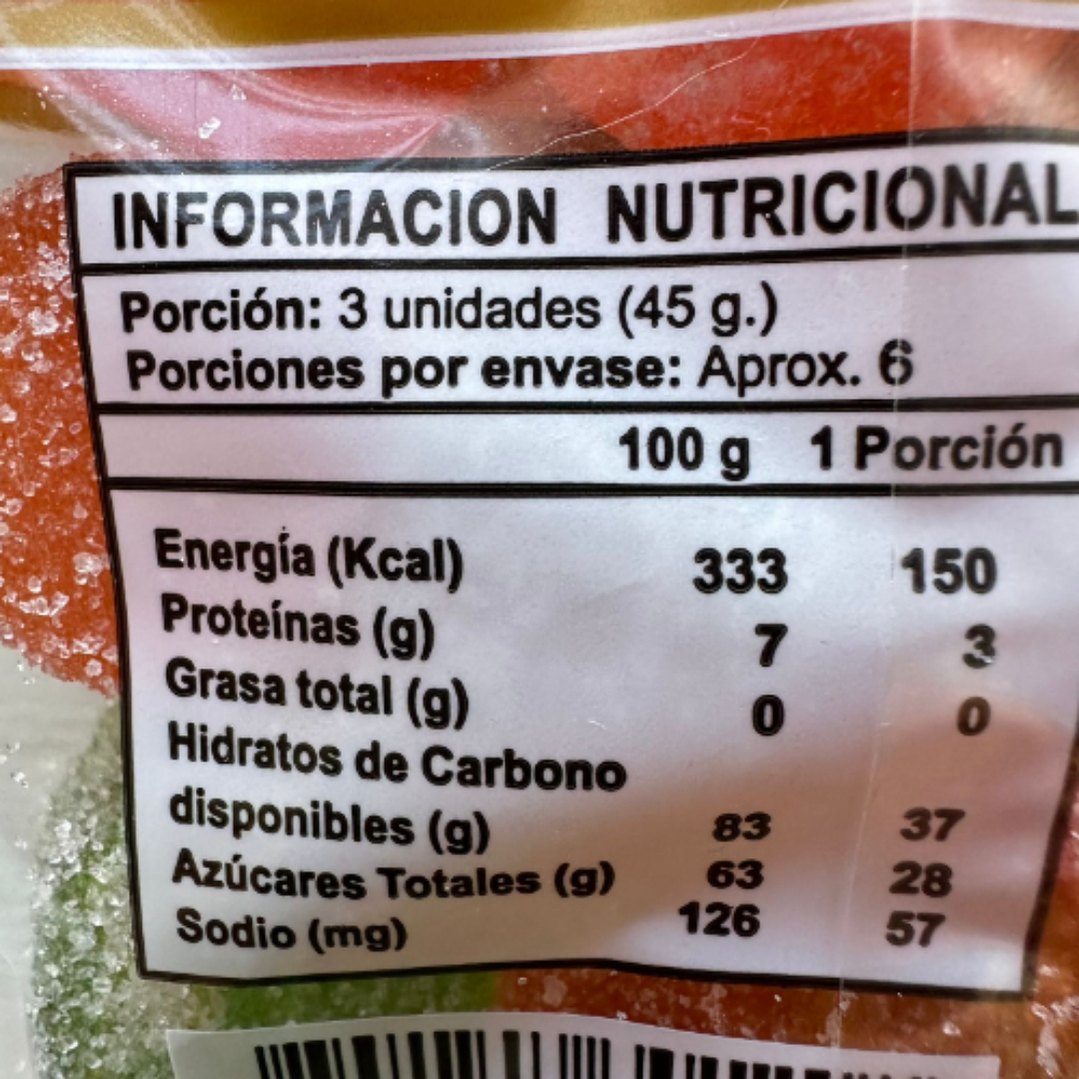 INFORMACION NUTRICIONAL
Porción: 3 unidades (45 g.)
Porciones por envase: Aprox. 6
100 g 1 Porción
Energía (Kcal) 333 150
Proteínas (g) 7 3
Grasa total (g) 0 0
Hidratos de Carbono
disponibles (g) 83 37
Azúcares Totales (g) 63 28
Sodio (mg) 126 57